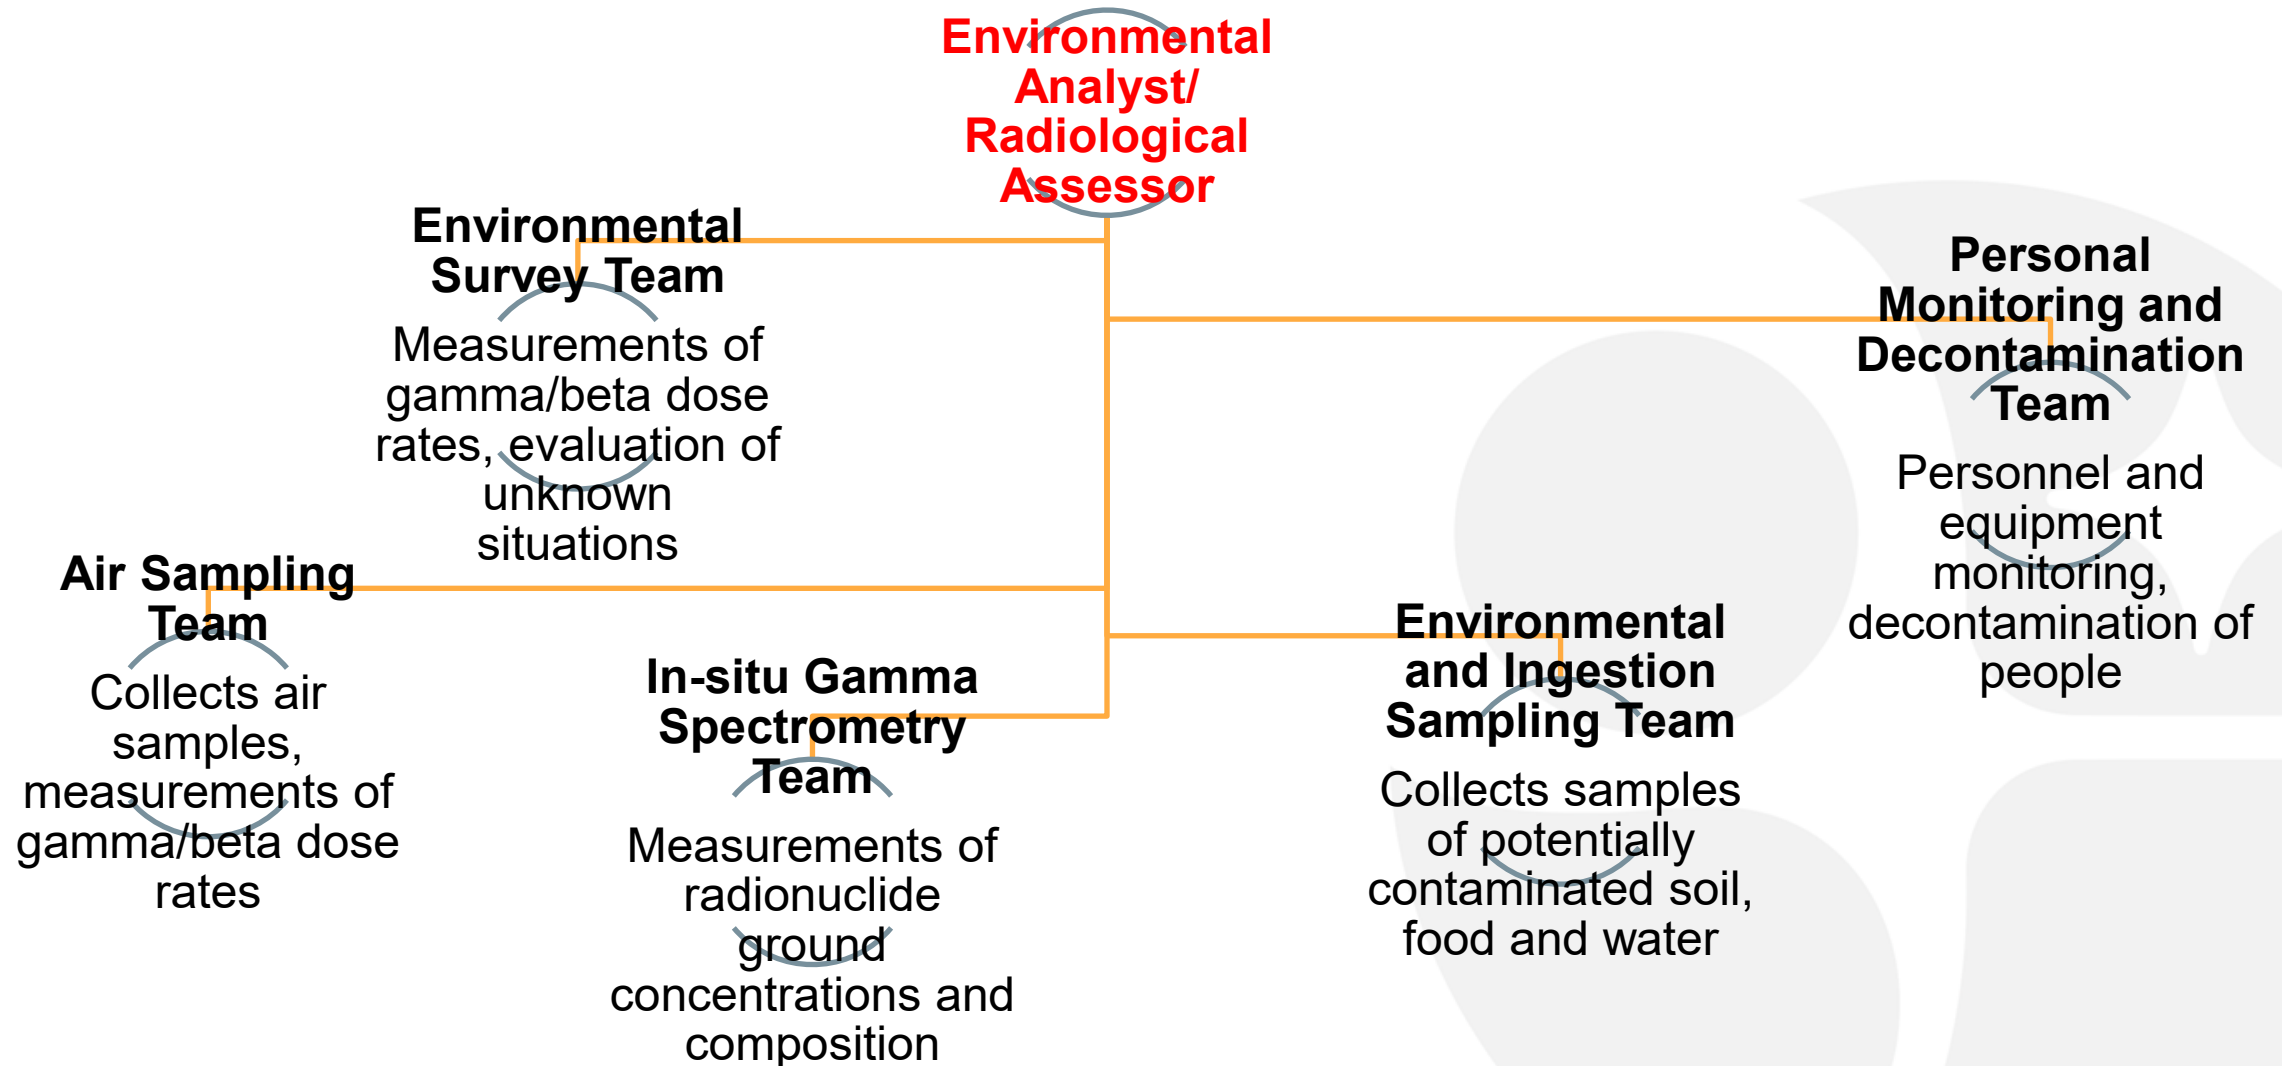 Environmental
Analyst/
Radiological
Assessor
Environmental
Survey Team
Measurements of
gamma/beta dose
rates, evaluation of
unknown
situations
Personal
Monitoring and
Decontamination
Team
Personnel and
equipment
monitoring,
decontamination of
people
Air Sampling
Team
Collects air
samples,
measurements of
gamma/beta dose
rates
In-situ Gamma
Spectrometry
Team
Measurements of
radionuclide
ground
concentrations and
composition
Environmental
and Ingestion
Sampling Team
Collects samples
of potentially
contaminated soil,
food and water